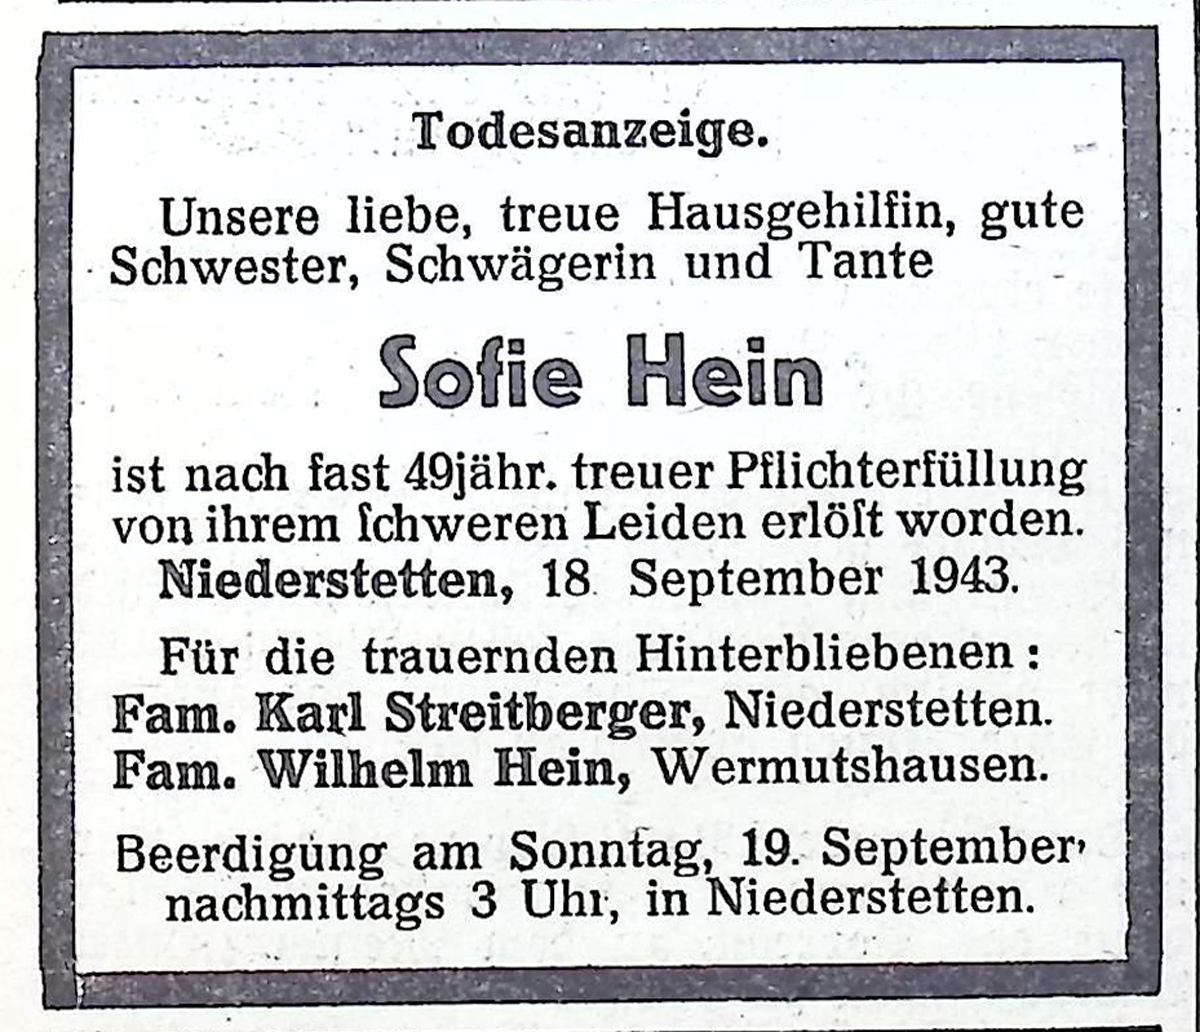 Todesanzeige.
Unsere liebe, treue Hausgehilfin, gute
Schwester, Schwägerin und Tante
Sofie Hein
ist nach fast 49jähr. treuer Pflichterfüllung
von ihrem ſchweren Leiden erlöſt worden.
Niederstetten, 18. September 1943.
Für die trauernden Hinterbliebenen :
Fam. Karl Streitberger, Niederstetten.
Fam. Wilhelm Hein, Wermutshausen.
Beerdigung am Sonntag, 19. September,
nachmittags 3 Uhr, in Niederstetten.